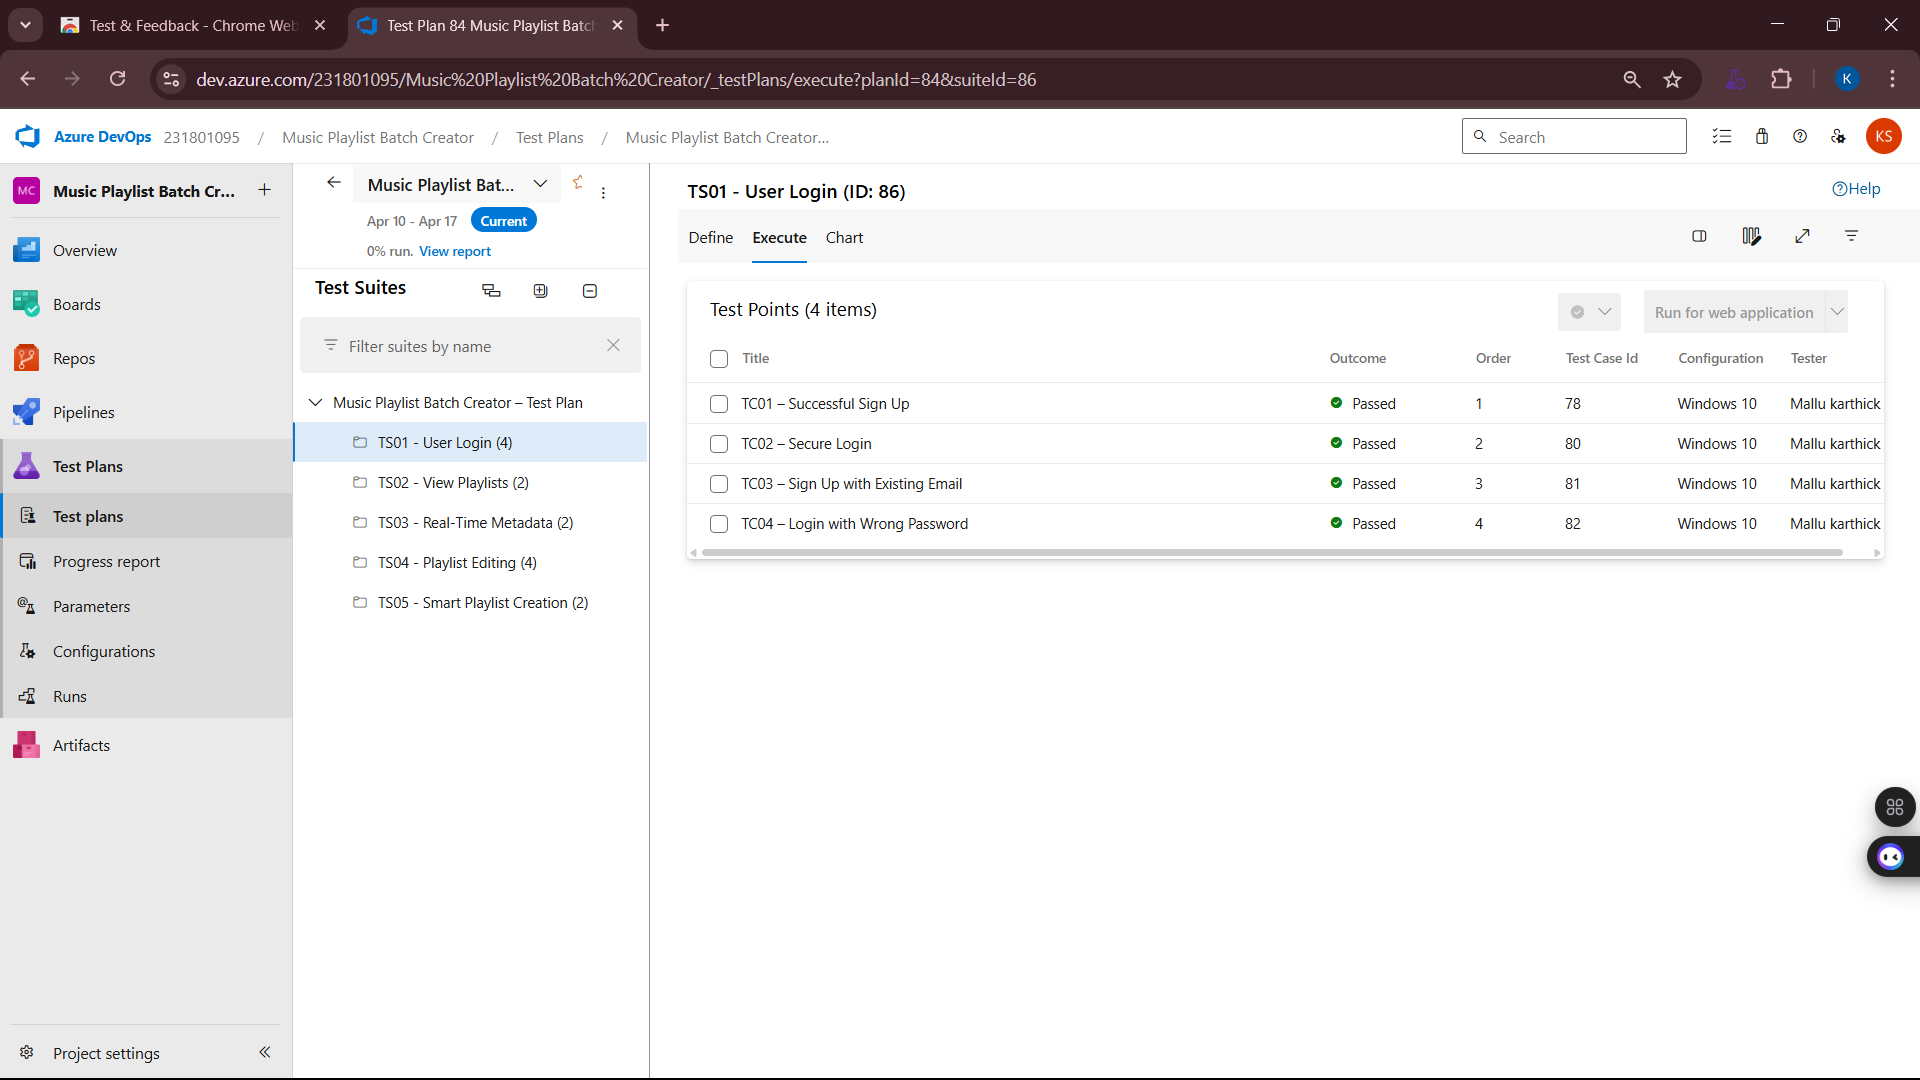 Test & Feedback - Chrome Web
Test Plan 84 Music Playlist Batch
dev.azure.com/231801095/Music%20Playlist%20Batch%20Creator/_testPlans/execute?planId=84&suiteId=86
K
Azure DevOps 231801095 / Music Playlist Batch Creator / Test Plans / Music Playlist Batch Creator...
Search
KS
MC Music Playlist Batch Cr...
Overview
Boards
Repos
Pipelines
Test Plans
Test plans
Progress report
Parameters
Configurations
Runs
Artifacts
Project settings
Music Playlist Bat...
Apr 10 - Apr 17 Current
0% run. View report
Test Suites
Filter suites by name
Music Playlist Batch Creator – Test Plan
TS01 - User Login (4)
TS02 - View Playlists (2)
TS03 - Real-Time Metadata (2)
TS04 - Playlist Editing (4)
TS05 - Smart Playlist Creation (2)
TS01 - User Login (ID: 86)
Help
Define Execute Chart
Test Points (4 items)
Run for web application
Title Outcome Order Test Case Id Configuration Tester
TC01 – Successful Sign Up Passed 1 78 Windows 10 Mallu karthick
TC02 – Secure Login Passed 2 80 Windows 10 Mallu karthick
TC03 – Sign Up with Existing Email Passed 3 81 Windows 10 Mallu karthick
TC04 – Login with Wrong Password Passed 4 82 Windows 10 Mallu karthick